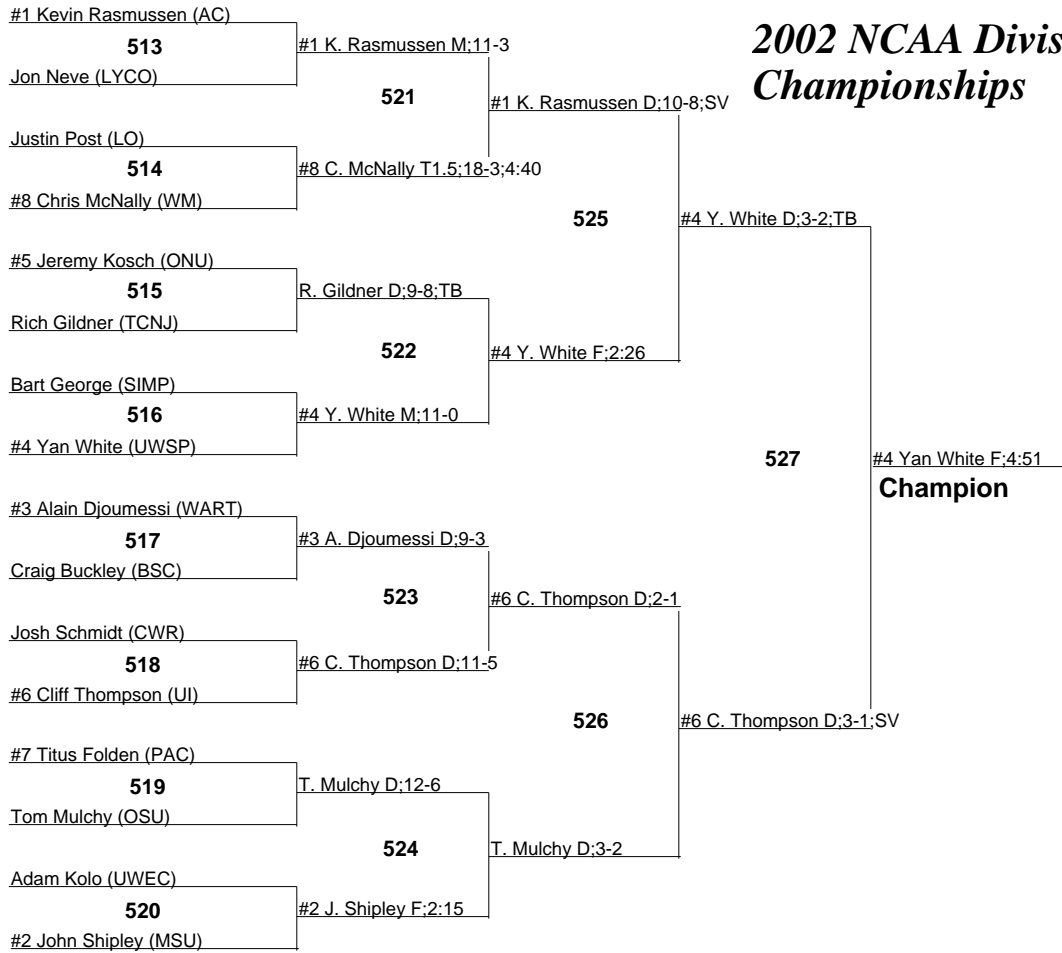 2002 NCAA Divis
Championships
#1 Kevin Rasmussen (AC)
513
Jon Neve (LYCO)
Justin Post (LO)
514
#8 Chris McNally (WM)
#5 Jeremy Kosch (ONU)
515
Rich Gildner (TCNJ)
Bart George (SIMP)
516
#4 Yan White (UWSP)
#3 Alain Djoumessi (WART)
517
Craig Buckley (BSC)
Josh Schmidt (CWR)
518
#6 Cliff Thompson (UI)
#7 Titus Folden (PAC)
519
Tom Mulchy (OSU)
Adam Kolo (UWEC)
520
#2 John Shipley (MSU)
#1 K. Rasmussen M;11-3
521
#8 C. McNally T1.5;18-3;4:40
R. Gildner D;9-8;TB
522
#4 Y. White M;11-0
#3 A. Djoumessi D;9-3
523
#6 C. Thompson D;11-5
T. Mulchy D;12-6
524
#2 J. Shipley F;2:15
#1 K. Rasmussen D;10-8;SV
525
#4 Y. White F;2:26
#6 C. Thompson D;2-1
526
T. Mulchy D;3-2
#4 Y. White D;3-2;TB
527
#6 C. Thompson D;3-1;SV
#4 Yan White F;4:51
Champion